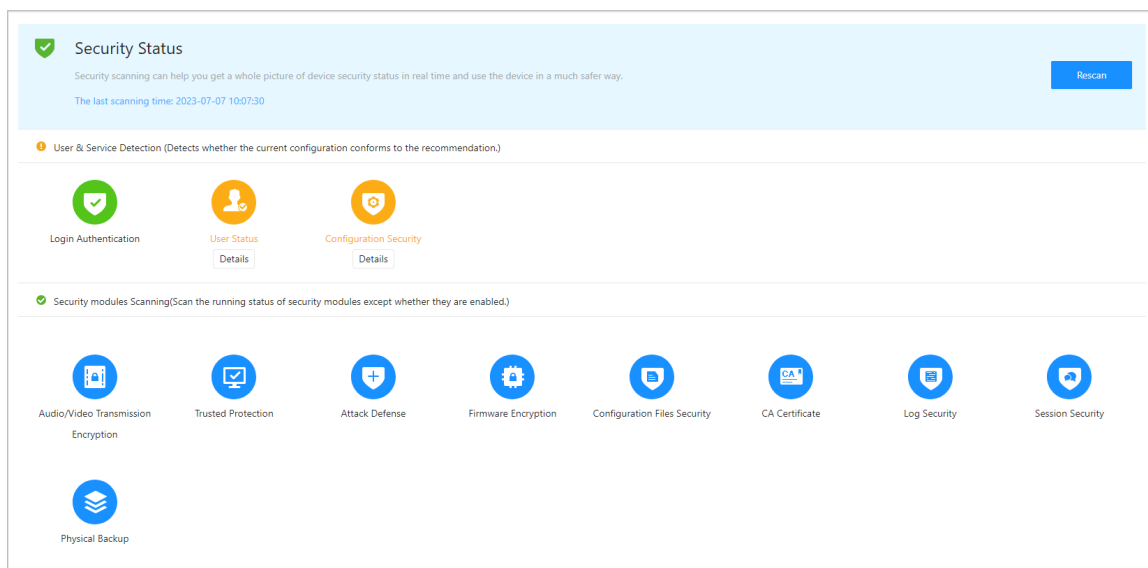 Security Status
Security scanning can help you get a whole picture of device security status in real time and use the device in a much safer way.
Rescan
The last scanning time: 2023-07-07 10:07:30
User & Service Detection (Detects whether the current configuration conforms to the recommendation.)
Login Authentication
User Status
Configuration Security
Details
Details
Security modules Scanning(Scan the running status of security modules except whether they are enabled.)
CA
Audio/Video Transmission
Encryption
Trusted Protection
Attack Defense
Firmware Encryption
Configuration Files Security
CA Certificate
Log Security
Session Security
Physical Backup